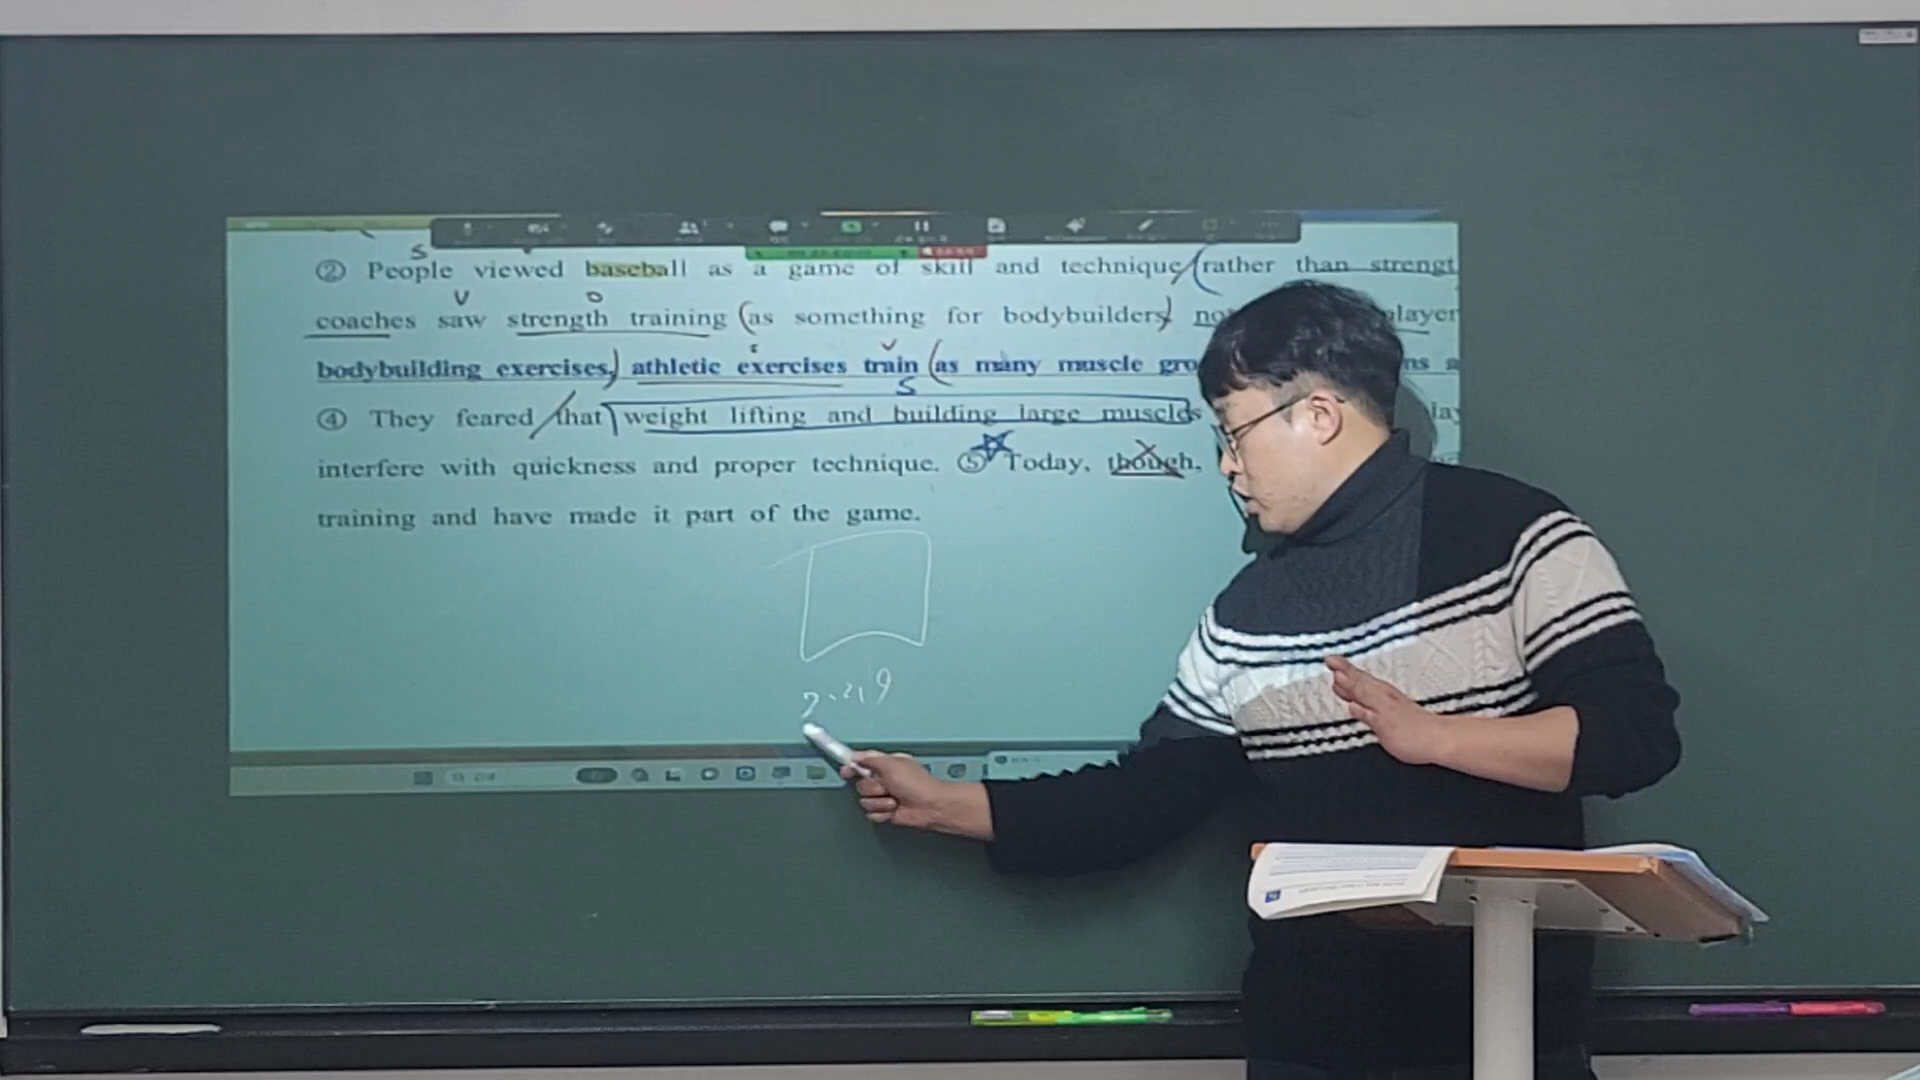 S
② People viewed baseball as a game of skill and technique (rather than strengt
V O
coaches saw strength training (as something for bodybuilders) no player
S V
bodybuilding exercises,) athletic exercises train (as many muscle gro ns a
S
④ They feared that weight lifting and building large muscles la
interfere with quickness and proper technique. ⑤ Today, though,
training and have made it part of the game.